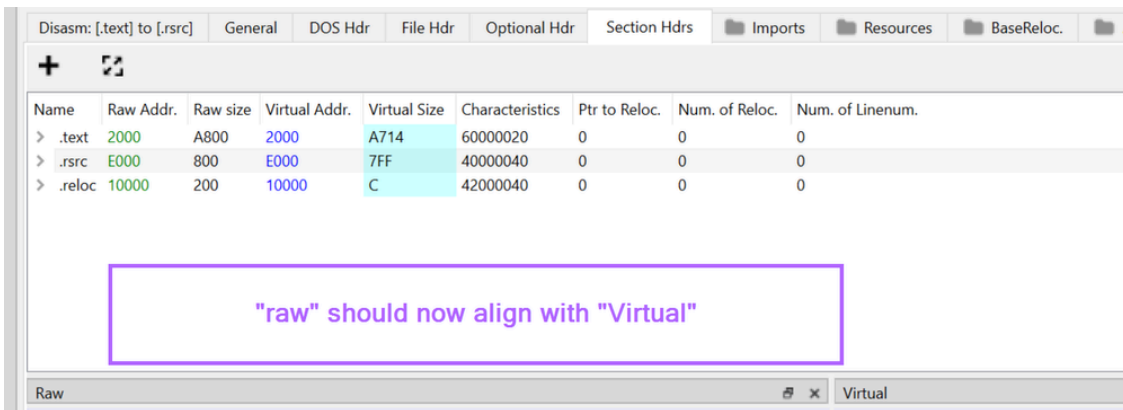 Disasm: [.text] to [.rsrc] General DOS Hdr File Hdr Optional Hdr Section Hdrs Imports Resources BaseReloc.
Name Raw Addr. Raw size Virtual Addr. Virtual Size Characteristics Ptr to Reloc. Num. of Reloc. Num. of Linenum.
.text 2000 A800 2000 A714 60000020 0 0 0
.rsrc E000 800 E000 7FF 40000040 0 0 0
.reloc 10000 200 10000 C 42000040 0 0 0
"raw" should now align with "Virtual"
Raw Virtual